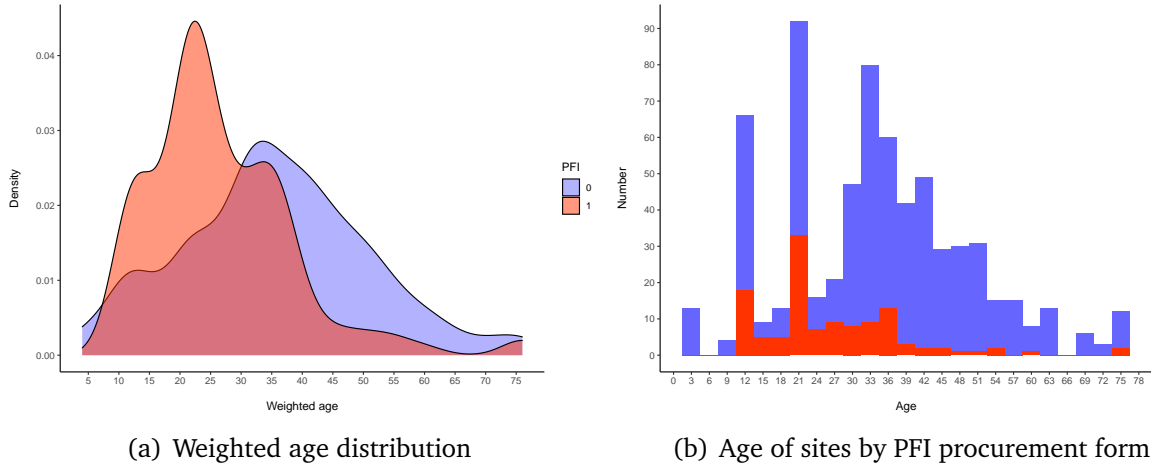 0.04
0.03
0.02
0.01
0.00
Density
5 10 15 20 25 30 35 40 45 50 55 60 65 70 75
Weighted age
PFI
0
1
(a) Weighted age distribution
90
80
70
60
50
40
30
20
10
0
Number
0 3 6 9 12 15 18 21 24 27 30 33 36 39 42 45 48 51 54 57 60 63 66 69 72 75 78
Age
(b) Age of sites by PFI procurement form